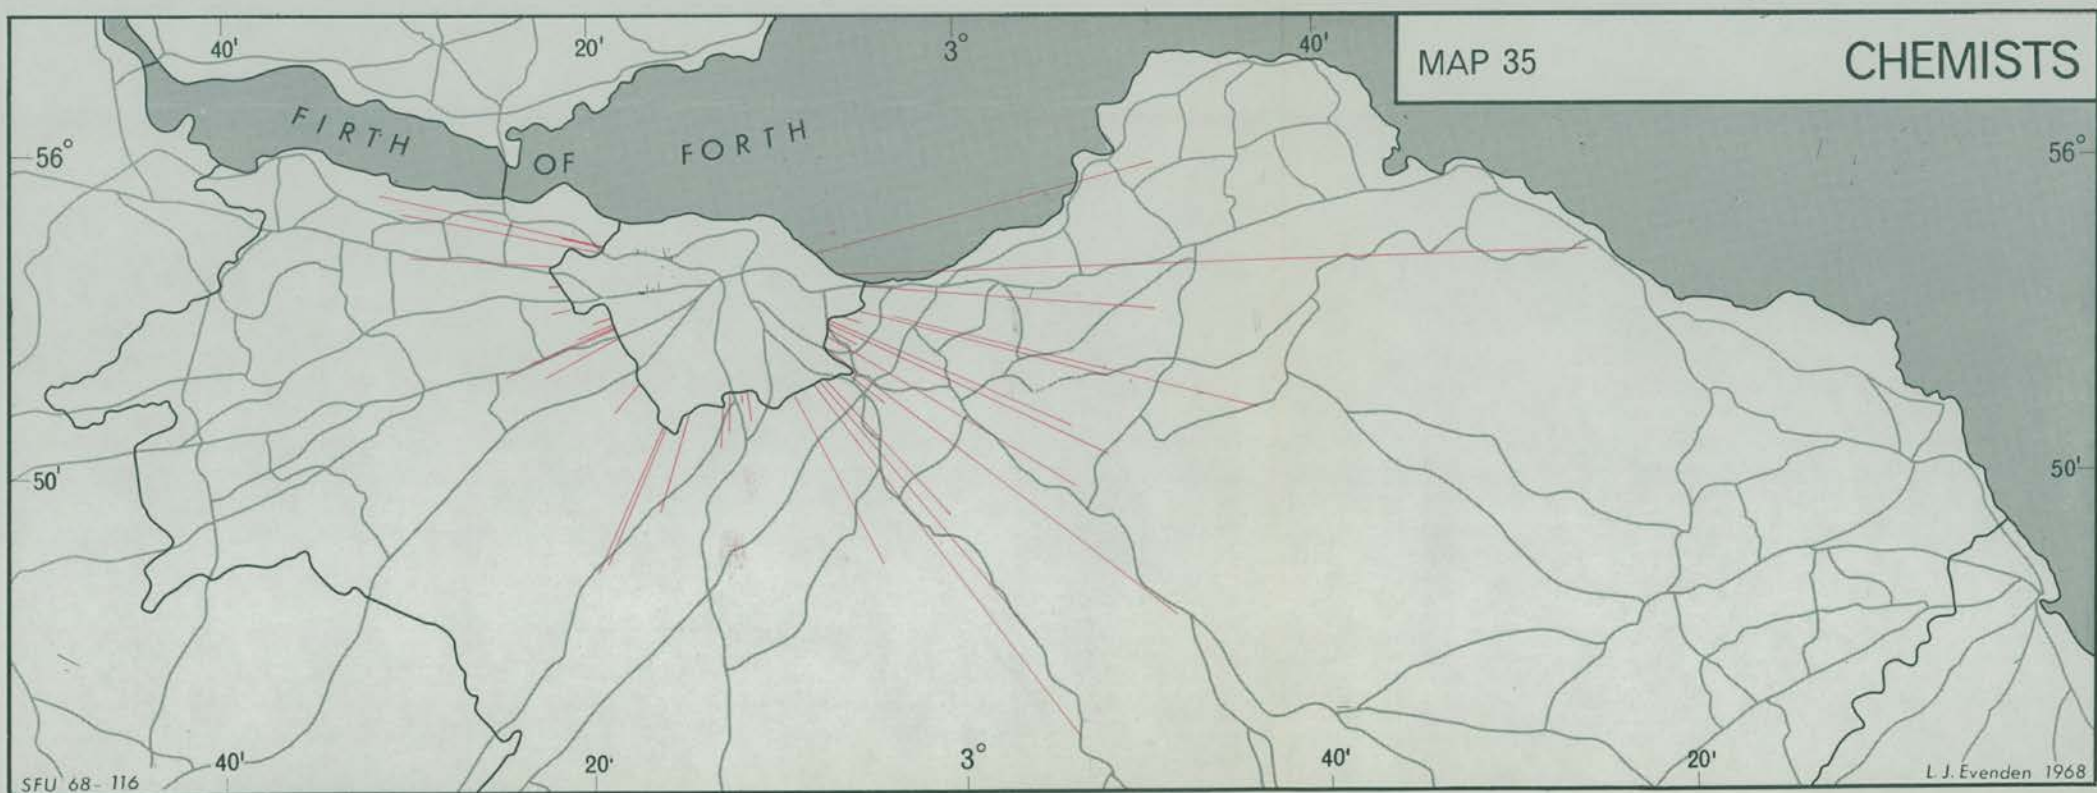 40'
20'
3°
40'
MAP 35
CHEMISTS
FIRTH
OF
FORTH
56°
56°
50'
50'
40'
20'
3°
40'
20'
SFU 68-116
L.J. Evenden 1968